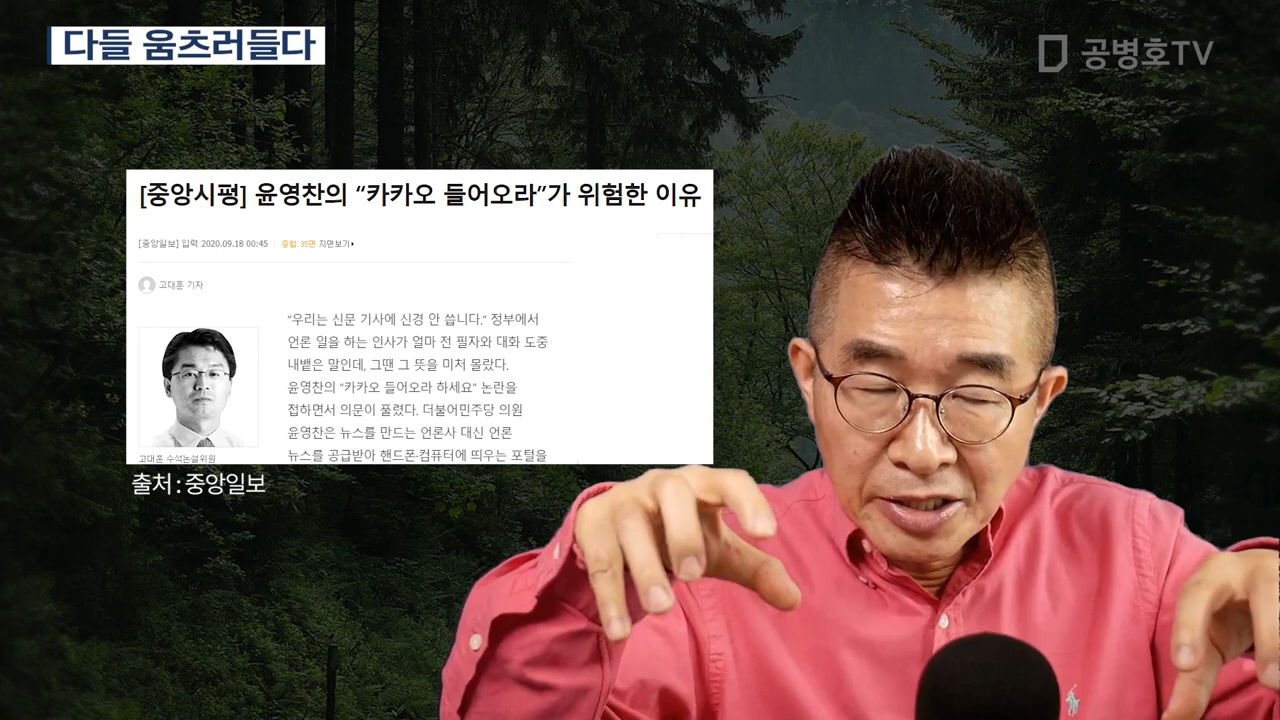 다들 움츠러들다
공병호TV
[중앙시평] 윤영찬의 “카카오 들어오라”가 위험한 이유
[중앙일보] 입력 2020.09.18 00:45 | 종합 35면 지면보기
고대훈 기자
“우리는 신문 기사에 신경 안 씁니다.” 정부에서
언론 일을 하는 인사가 얼마 전 필자와 대화 도중
내뱉은 말인데, 그땐 그 뜻을 미처 몰랐다.
윤영찬의 “카카오 들어오라 하세요” 논란을
접하면서 의문이 풀렸다. 더불어민주당 의원
윤영찬은 뉴스를 만드는 언론사 대신 언론
뉴스를 공급받아 핸드폰·컴퓨터에 띄우는 포털을
고대훈 수석논설위원
출처 : 중앙일보